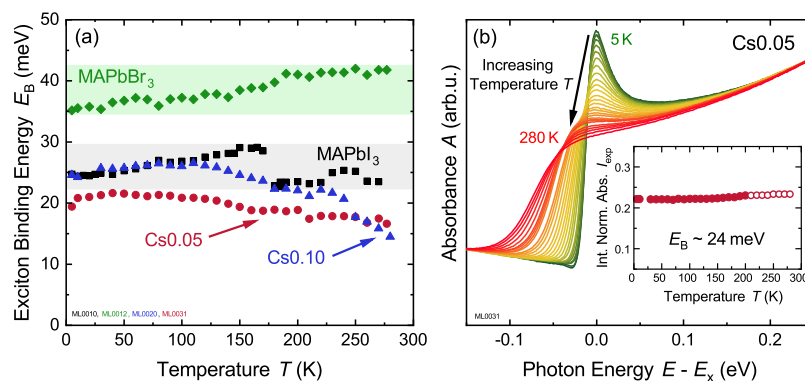 (a)
MAPbBr3
MAPbI3
Cs0.05
Cs0.10
ML0010, ML0012, ML0020, ML0031
Exciton Binding Energy EB (meV)
0
10
20
30
40
50
0 50 100 150 200 250 300
Temperature T (K)
(b)
5 K
Cs0.05
Increasing
Temperature T
280 K
Absorbance A (arb.u.)
ML0031
-0.1 0.0 0.1 0.2
Photon Energy E - Ex (eV)
Int. Norm. Abs. Iexp
0.3
0.2
0.1
EB ~ 24 meV
0 50 100 150 200 250 300
Temperature T (K)